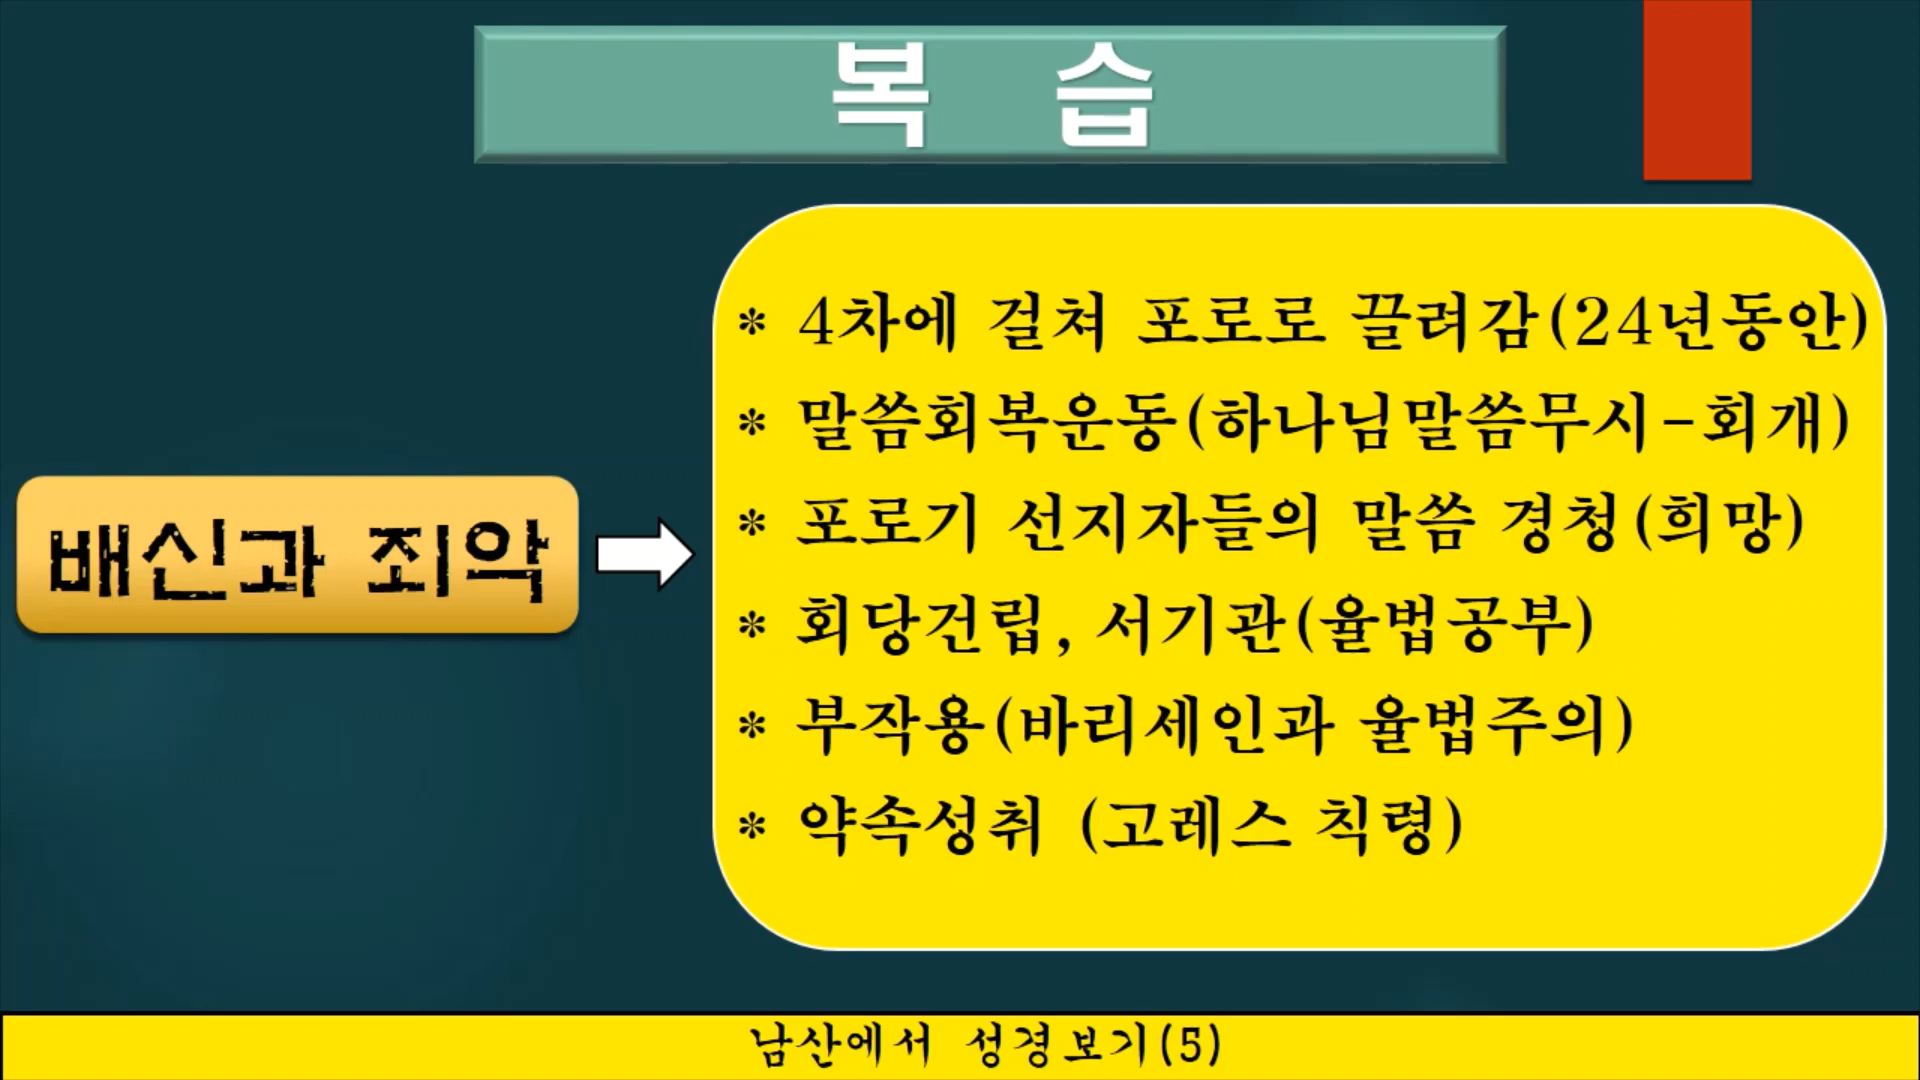 복 습
배신과 죄악
* 4차에 걸쳐 포로로 끌려감(24년동안)
* 말씀회복운동(하나님말씀무시-회개)
* 포로기 선지자들의 말씀 경청(희망)
* 회당건립, 서기관(율법공부)
* 부작용(바리세인과 율법주의)
* 약속성취 (고레스 칙령)
남산에서 성경보기(5)